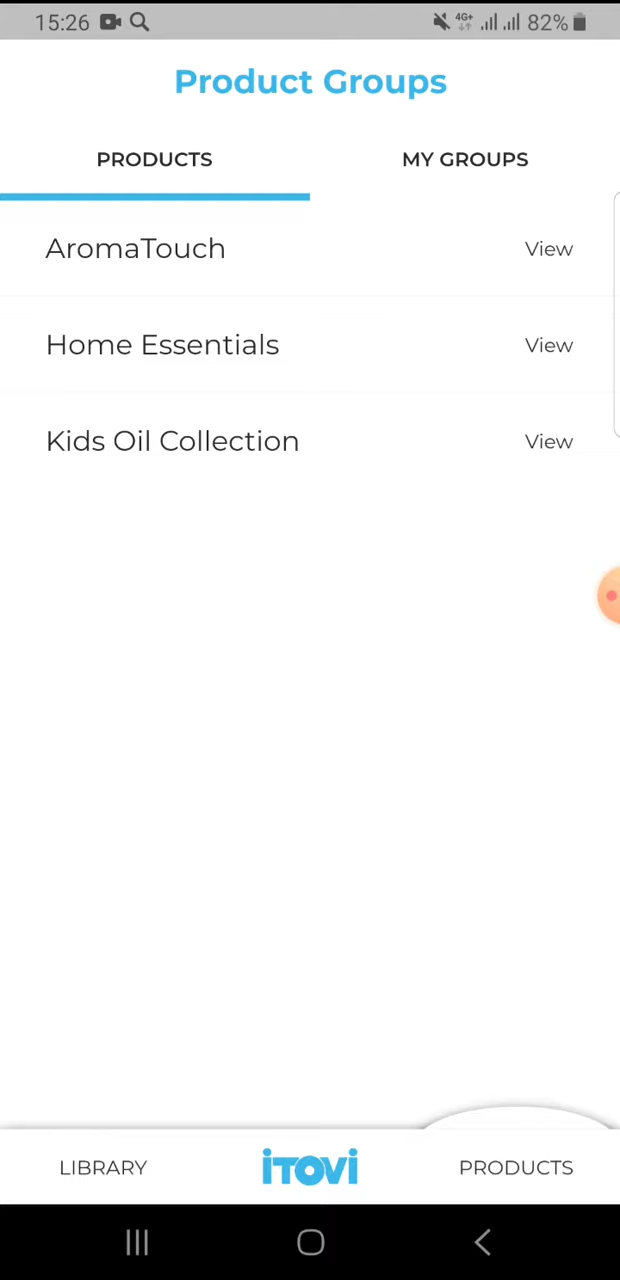 15:26 4G+ 82%
Product Groups
PRODUCTS MY GROUPS
AromaTouch View
Home Essentials View
Kids Oil Collection View
LIBRARY iTOVi PRODUCTS